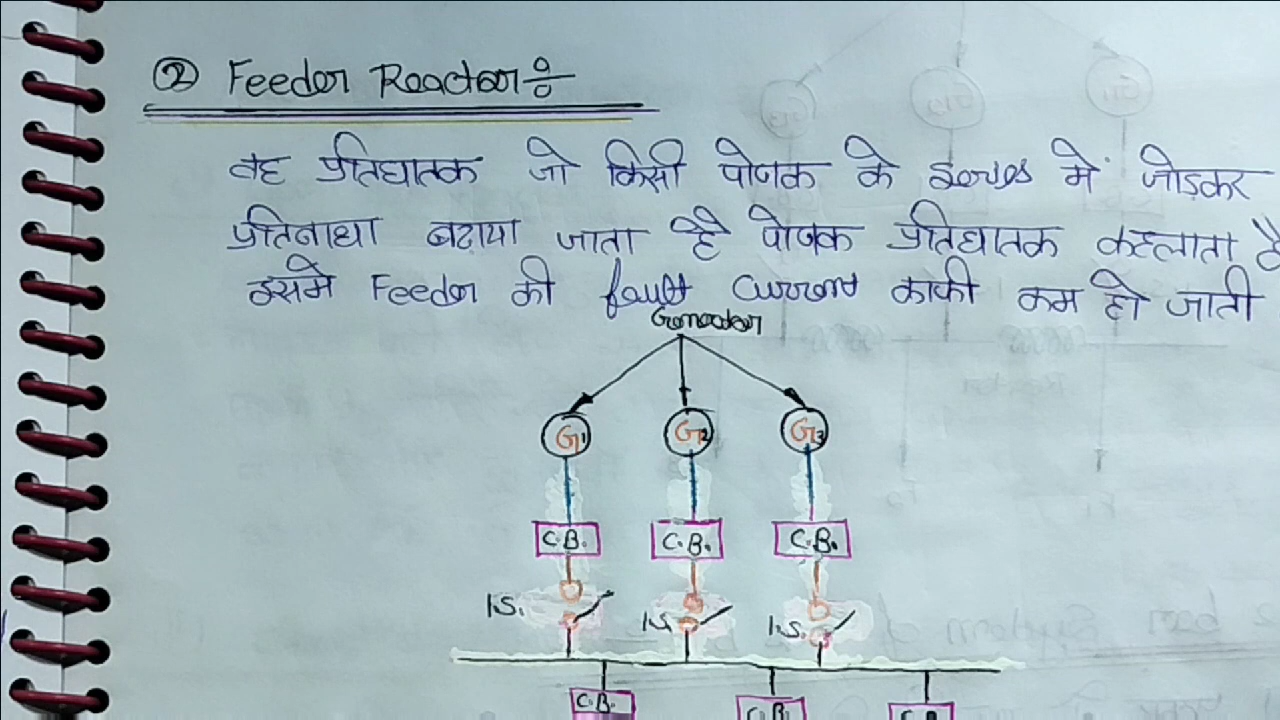 ② Feeder Reactor:-
वह प्रतिघातक जो किसी पोषक के series में जोड़कर
प्रतिबाधा बढ़ाया जाता है पोषक प्रतिघातक कहलाता है
इसमे Feeder की fault current काफी कम हो जाती
Generator
G1 G2 G3
C.B. C.B. C.B.
I.S. I.S. I.S.
C.B. C.B. C.B.